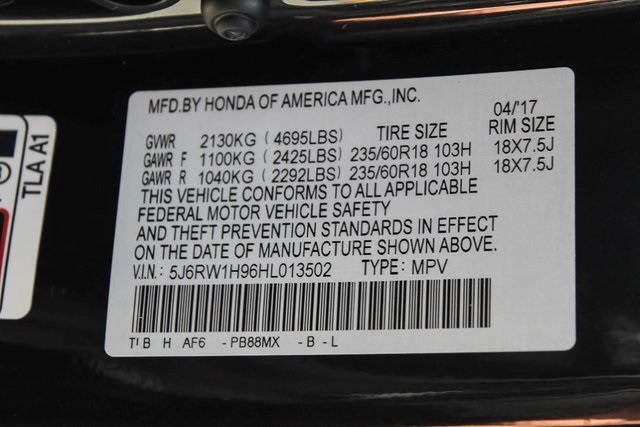 MFD.BY HONDA OF AMERICA MFG.,INC.
04/'17
GVWR 2130KG (4695LBS) TIRE SIZE RIM SIZE
GAWR F 1100KG (2425LBS) 235/60R18 103H 18X7.5J
GAWR R 1040KG (2292LBS) 235/60R18 103H 18X7.5J
THIS VEHICLE CONFORMS TO ALL APPLICABLE
FEDERAL MOTOR VEHICLE SAFETY
AND THEFT PREVENTION STANDARDS IN EFFECT
ON THE DATE OF MANUFACTURE SHOWN ABOVE.
V.I.N.: 5J6RW1H96HL013502 TYPE: MPV
B H AF6 -PB88MX -B -L
TLA A1